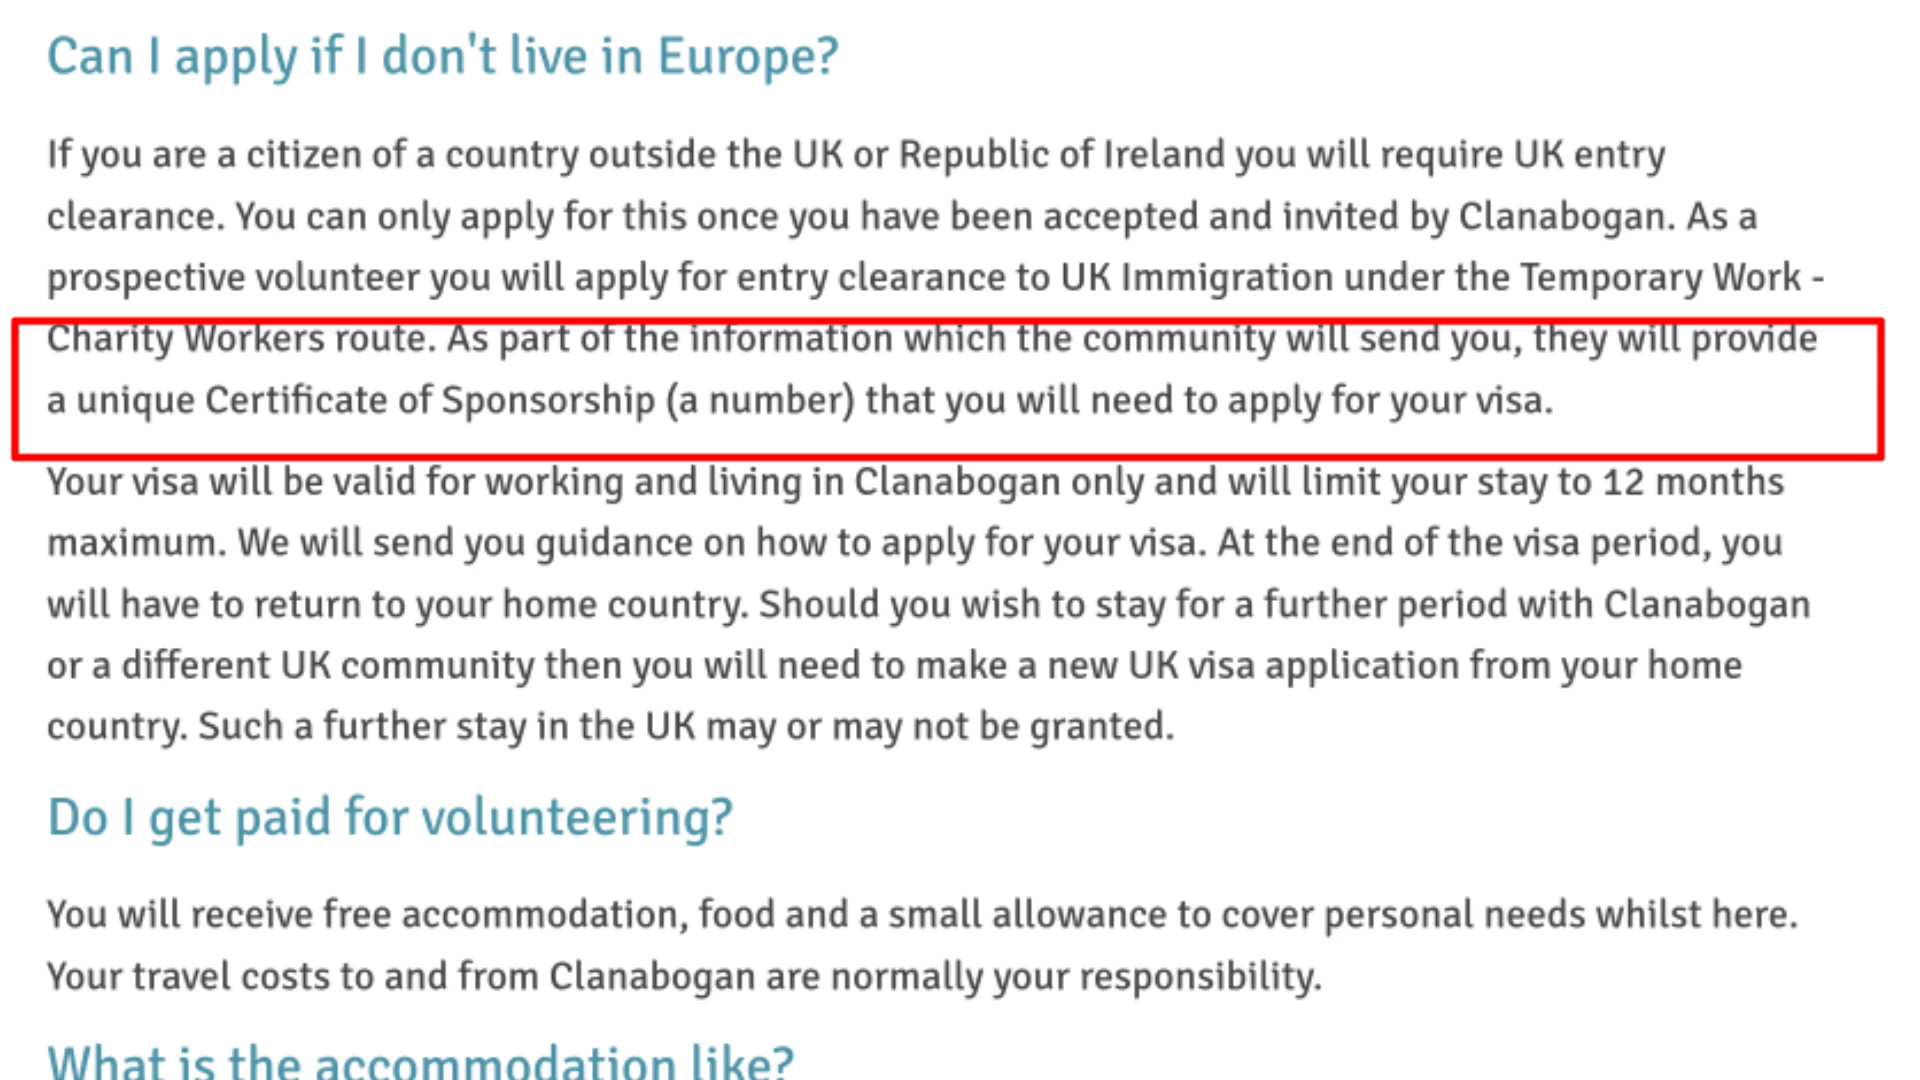 Can I apply if I don't live in Europe?
If you are a citizen of a country outside the UK or Republic of Ireland you will require UK entry
clearance. You can only apply for this once you have been accepted and invited by Clanabogan. As a
prospective volunteer you will apply for entry clearance to UK Immigration under the Temporary Work -
Charity Workers route. As part of the information which the community will send you, they will provide
a unique Certificate of Sponsorship (a number) that you will need to apply for your visa.
Your visa will be valid for working and living in Clanabogan only and will limit your stay to 12 months
maximum. We will send you guidance on how to apply for your visa. At the end of the visa period, you
will have to return to your home country. Should you wish to stay for a further period with Clanabogan
or a different UK community then you will need to make a new UK visa application from your home
country. Such a further stay in the UK may or may not be granted.
Do I get paid for volunteering?
You will receive free accommodation, food and a small allowance to cover personal needs whilst here.
Your travel costs to and from Clanabogan are normally your responsibility.
What is the accommodation like?